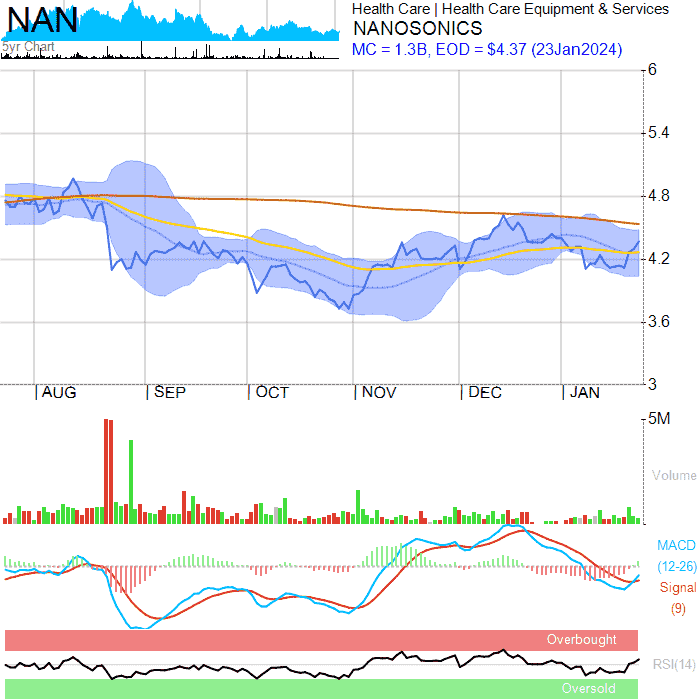 NAN
5yr Chart
Health Care | Health Care Equipment & Services
NANOSONICS
MC = 1.3B, EOD = $4.37 (23Jan2024)
6
5.4
4.8
4.2
3.6
3
| AUG | SEP | OCT | NOV | DEC | JAN
5M
Volume
MACD
(12-26)
Signal
(9)
Overbought
RSI(14)
Oversold